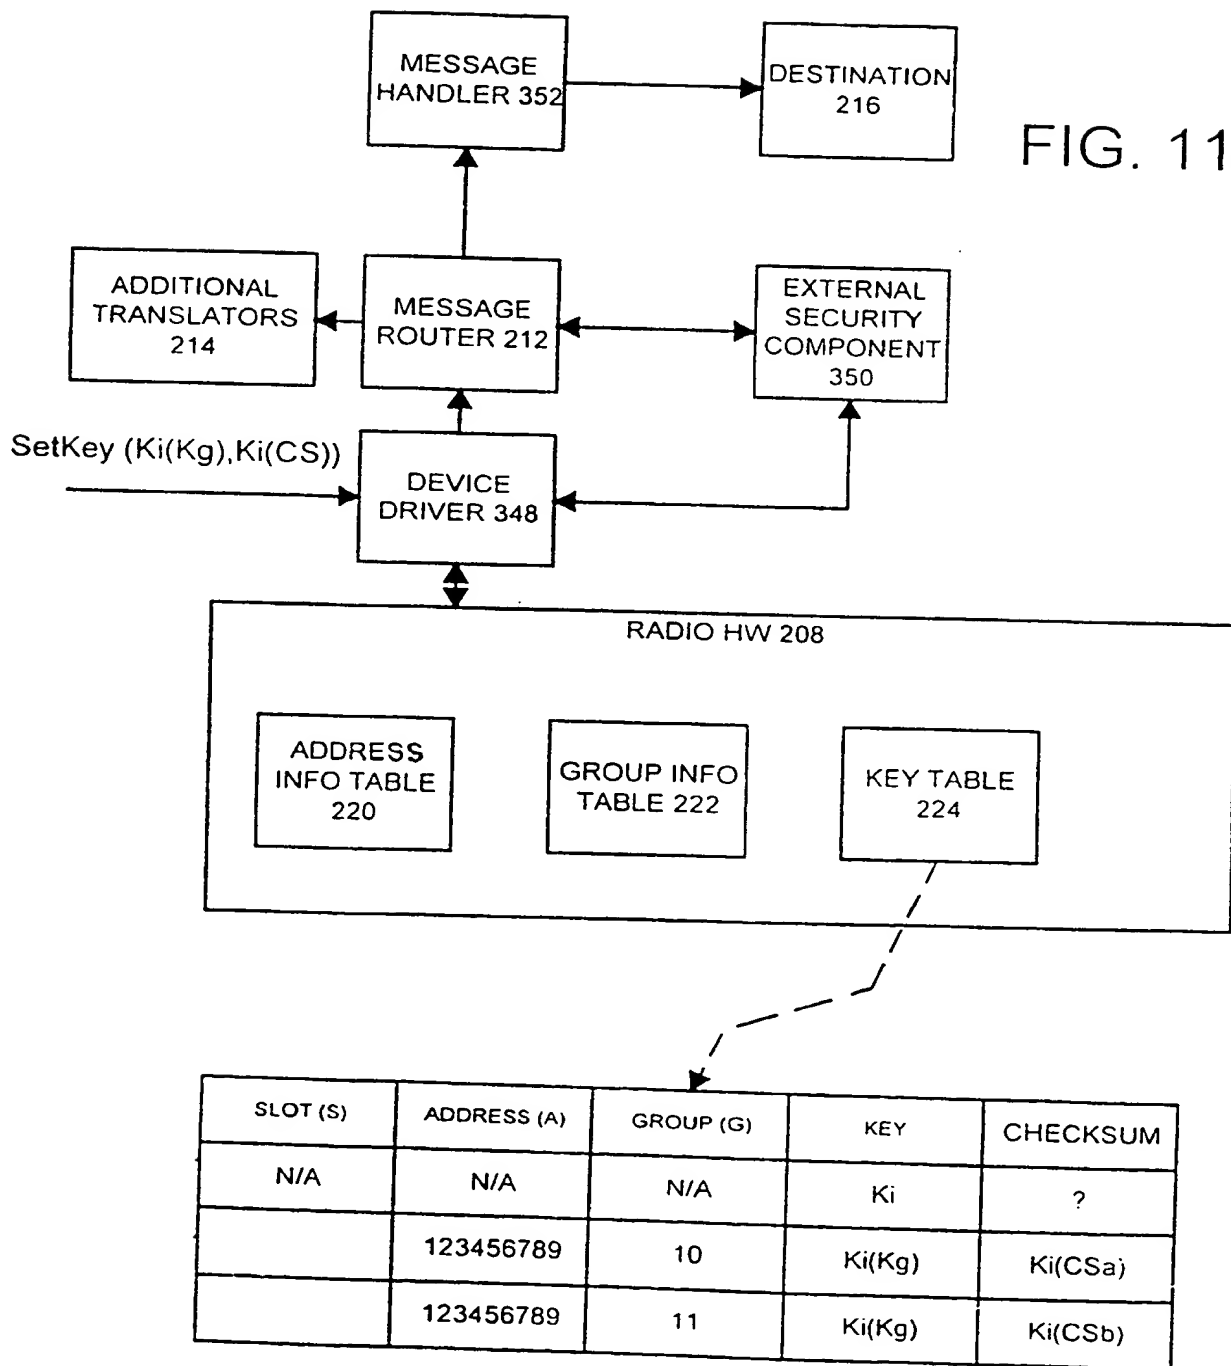 MESSAGE
HANDLER 352
DESTINATION
216
FIG. 11
ADDITIONAL
TRANSLATORS
214
MESSAGE
ROUTER 212
EXTERNAL
SECURITY
COMPONENT
350
SetKey (Ki(Kg),Ki(CS))
DEVICE
DRIVER 348
RADIO HW 208
ADDRESS
INFO TABLE
220
GROUP INFO
TABLE 222
KEY TABLE
224
SLOT (S) ADDRESS (A) GROUP (G) KEY CHECKSUM
N/A N/A N/A Ki ?
123456789 10 Ki(Kg) Ki(CSa)
123456789 11 Ki(Kg) Ki(CSb)